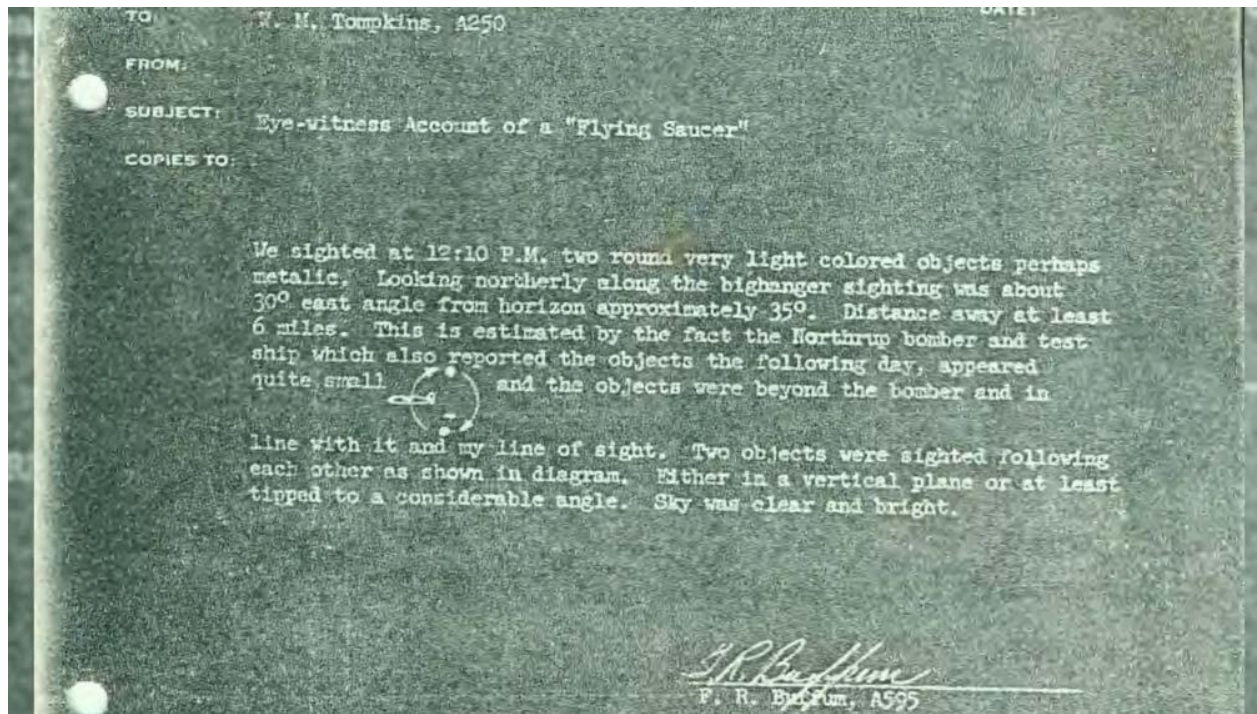 TO: W. M. Tompkins, A250
DATE:
FROM:
SUBJECT: Eye-witness Account of a "Flying Saucer"
COPIES TO:
We sighted at 12:10 P.M. two round very light colored objects perhaps
metalic. Looking northerly along the bighanger sighting was about
30° east angle from horizon approximately 35°. Distance away at least
6 miles. This is estimated by the fact the Northrup bomber and test
ship which also reported the objects the following day, appeared
quite small and the objects were beyond the bomber and in
line with it and my line of sight. Two objects were sighted following
each other as shown in diagram. Either in a vertical plane or at least
tipped to a considerable angle. Sky was clear and bright.
F. R. Buffum
F. R. Buffum, A595